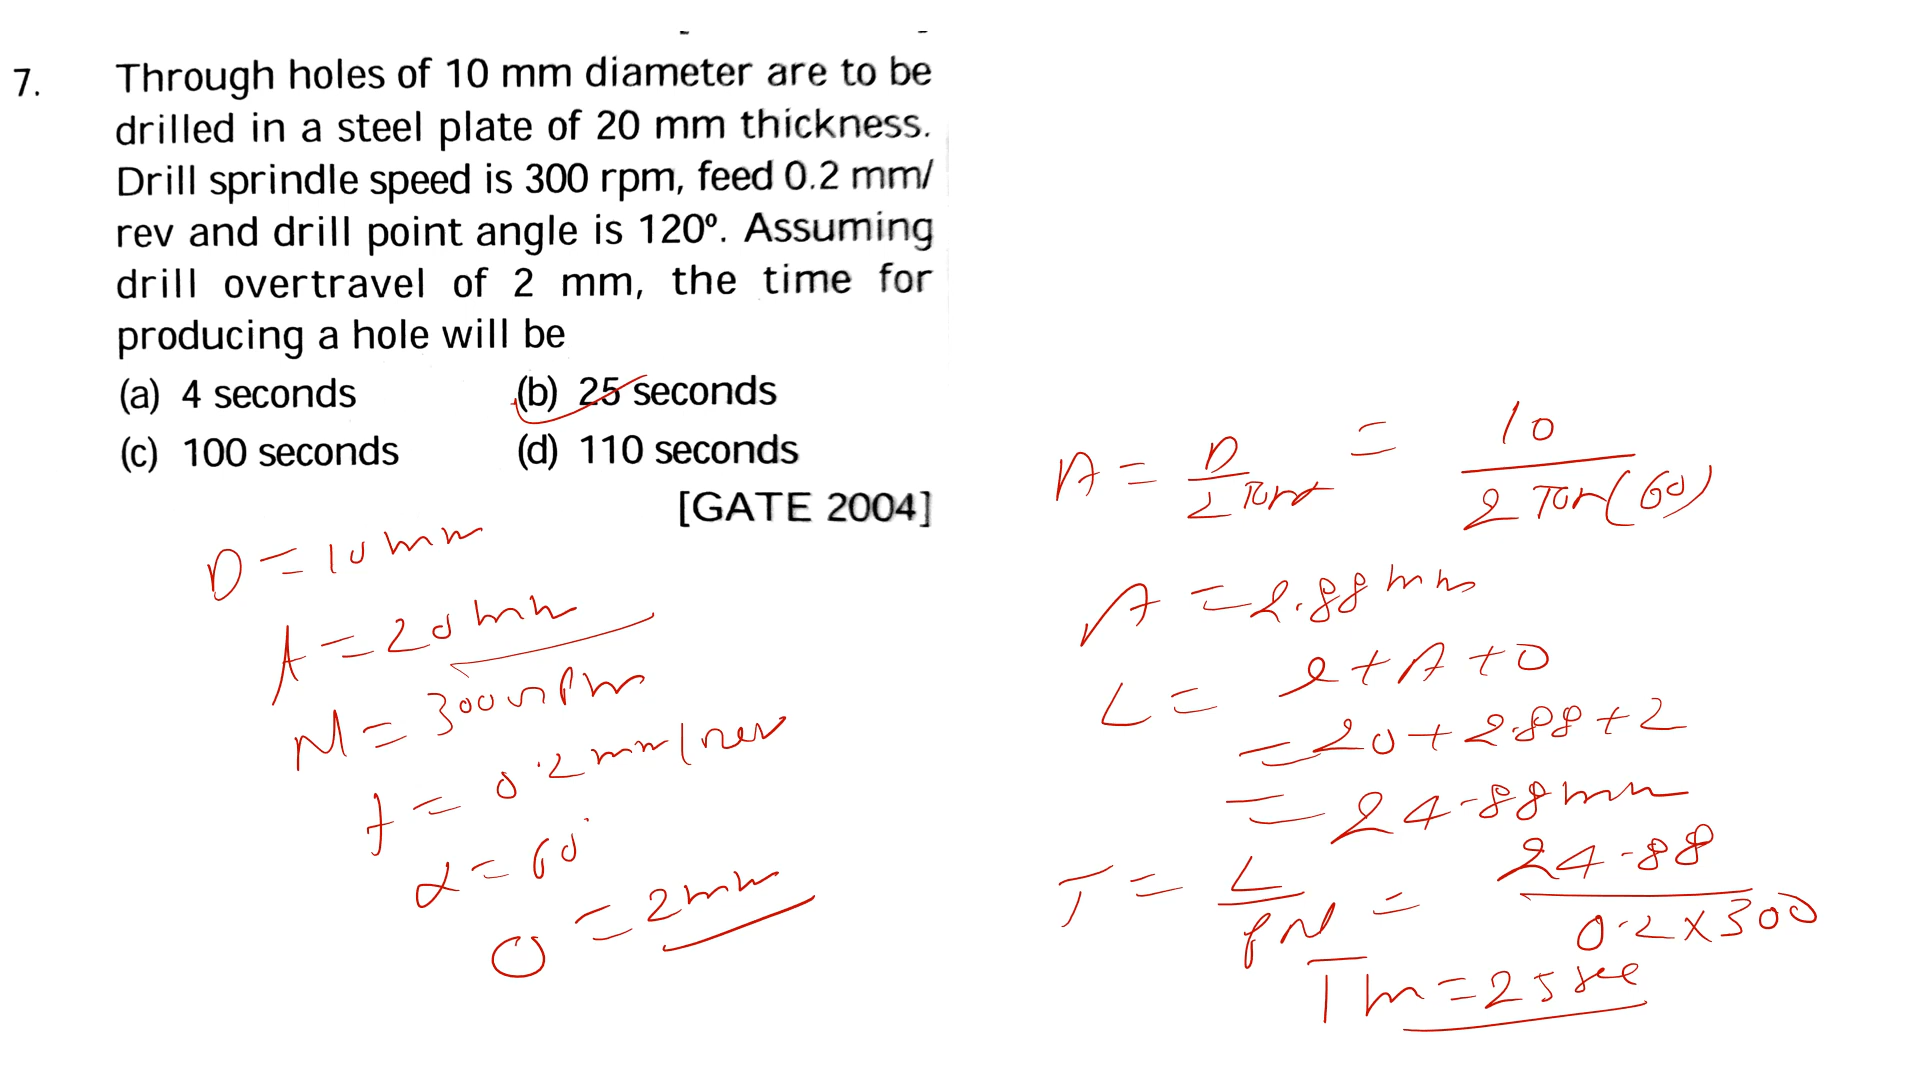 7. Through holes of 10 mm diameter are to be
drilled in a steel plate of 20 mm thickness.
Drill sprindle speed is 300 rpm, feed 0.2 mm/
rev and drill point angle is 120°. Assuming
drill overtravel of 2 mm, the time for
producing a hole will be
(a) 4 seconds (b) 25 seconds
(c) 100 seconds (d) 110 seconds
[GATE 2004]
D = 10 mm
t = 20 mm
N = 300 rpm
f = 0.2 mm/rev
α = 60°
O = 2 mm
A = D / 2 Tan α = 10 / 2 Tan(60)
A = 2.88 mm
L = l + A + O
= 20 + 2.88 + 2
= 24.88 mm
T = L / fN = 24.88 / 0.2 x 300
Tm = 25 sec